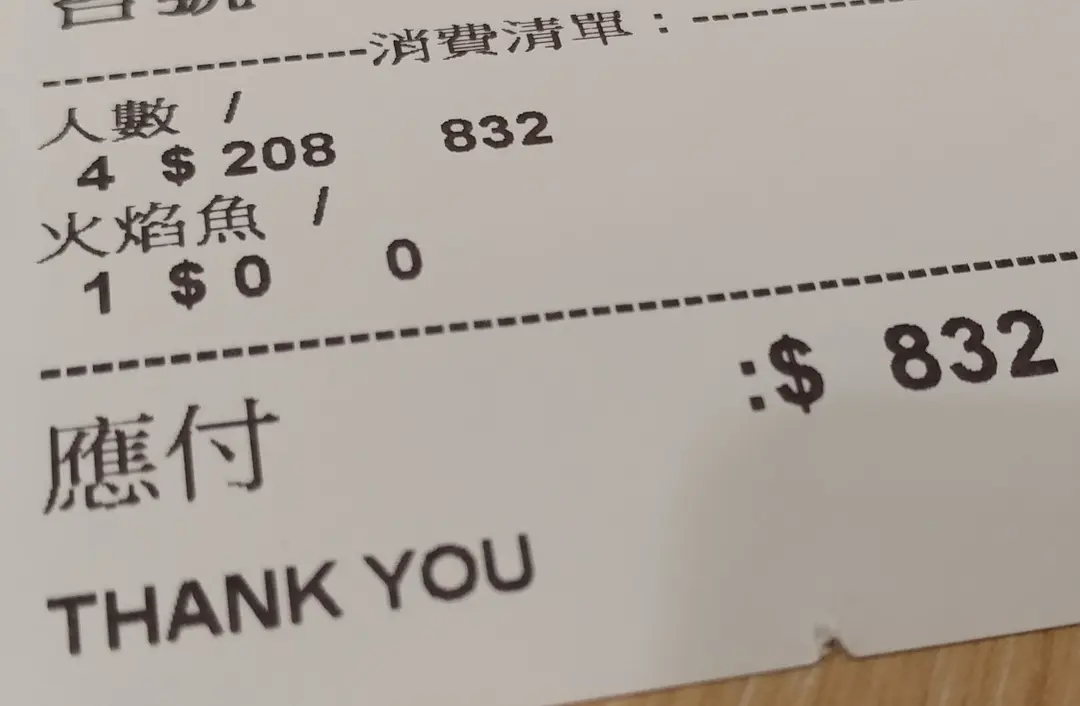 ---------------消費清單：---------------
人數 /
4 $ 208 832
火焰魚 /
1 $ 0 0
應付 :$ 832
THANK YOU